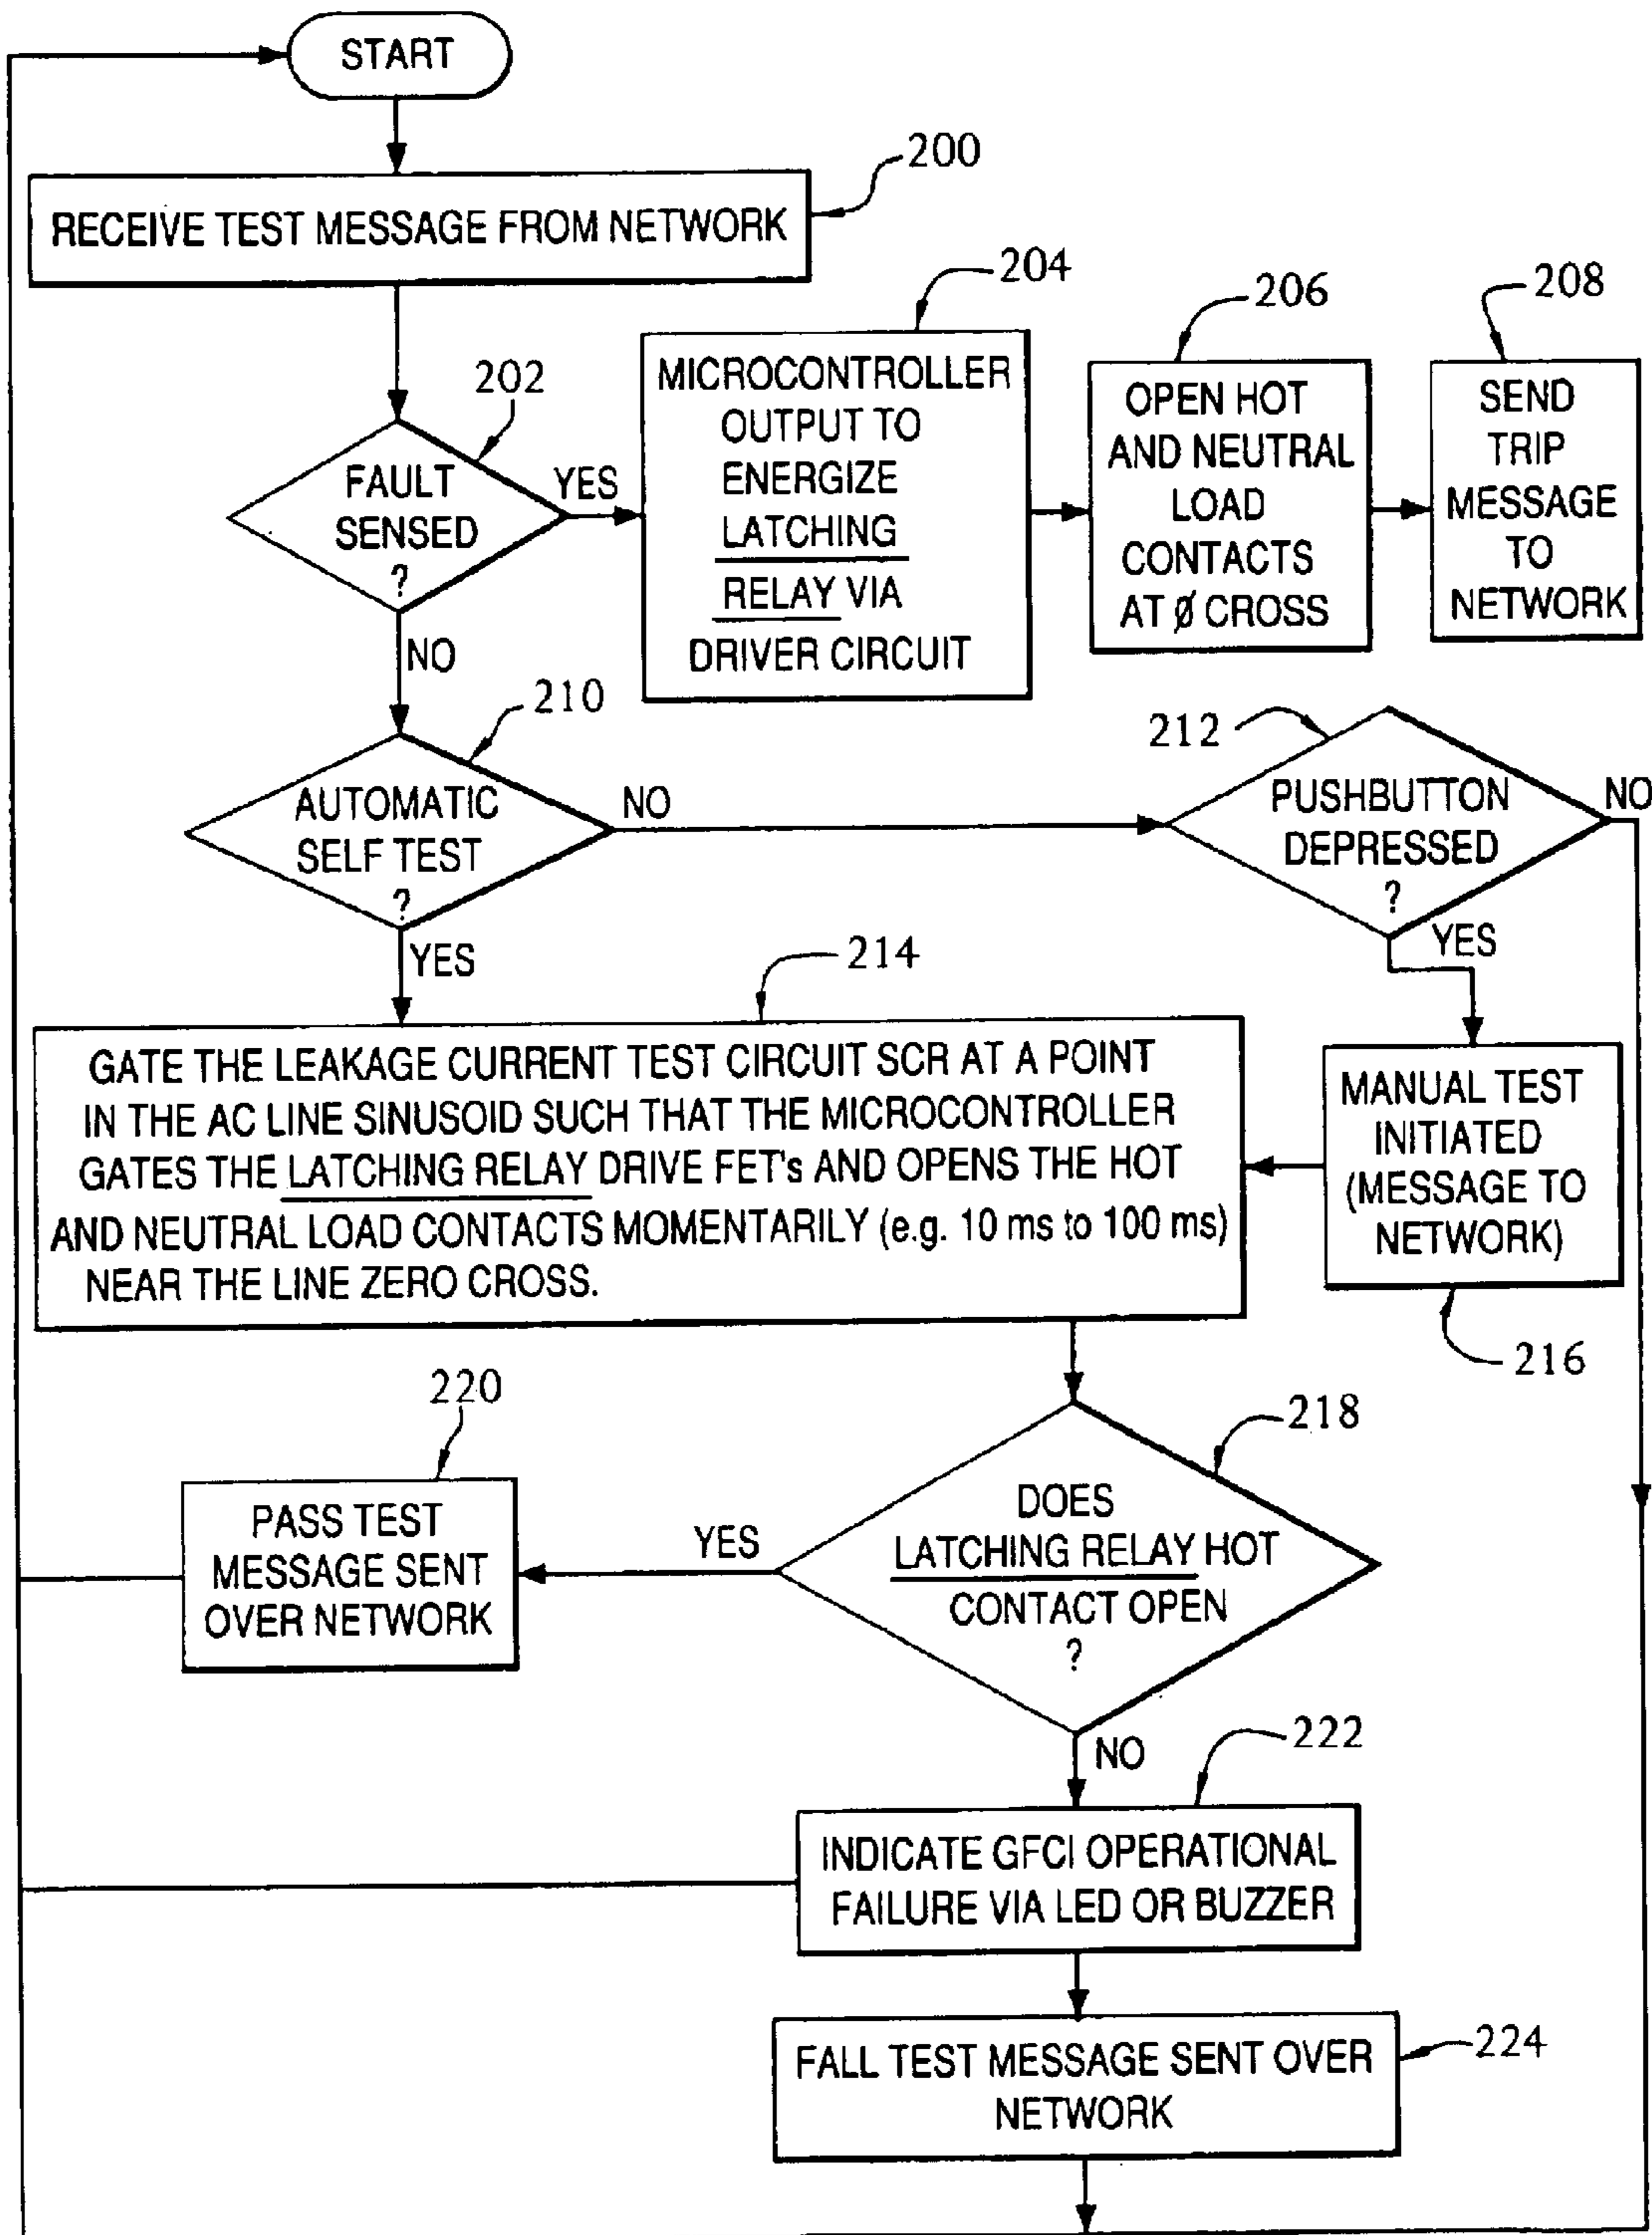 START
200
RECEIVE TEST MESSAGE FROM NETWORK
202
FAULT
SENSED
?
YES
NO
204
MICROCONTROLLER
OUTPUT TO
ENERGIZE
LATCHING
RELAY VIA
DRIVER CIRCUIT
206
OPEN HOT
AND NEUTRAL
LOAD
CONTACTS
AT Ø CROSS
208
SEND
TRIP
MESSAGE
TO
NETWORK
210
AUTOMATIC
SELF TEST
?
NO
YES
212
PUSHBUTTON
DEPRESSED
?
NO
YES
214
GATE THE LEAKAGE CURRENT TEST CIRCUIT SCR AT A POINT
IN THE AC LINE SINUSOID SUCH THAT THE MICROCONTROLLER
GATES THE LATCHING RELAY DRIVE FET's AND OPENS THE HOT
AND NEUTRAL LOAD CONTACTS MOMENTARILY (e.g. 10 ms to 100 ms)
NEAR THE LINE ZERO CROSS.
MANUAL TEST
INITIATED
(MESSAGE TO
NETWORK)
216
218
DOES
LATCHING RELAY HOT
CONTACT OPEN
?
YES
NO
220
PASS TEST
MESSAGE SENT
OVER NETWORK
222
INDICATE GFCI OPERATIONAL
FAILURE VIA LED OR BUZZER
224
FALL TEST MESSAGE SENT OVER
NETWORK